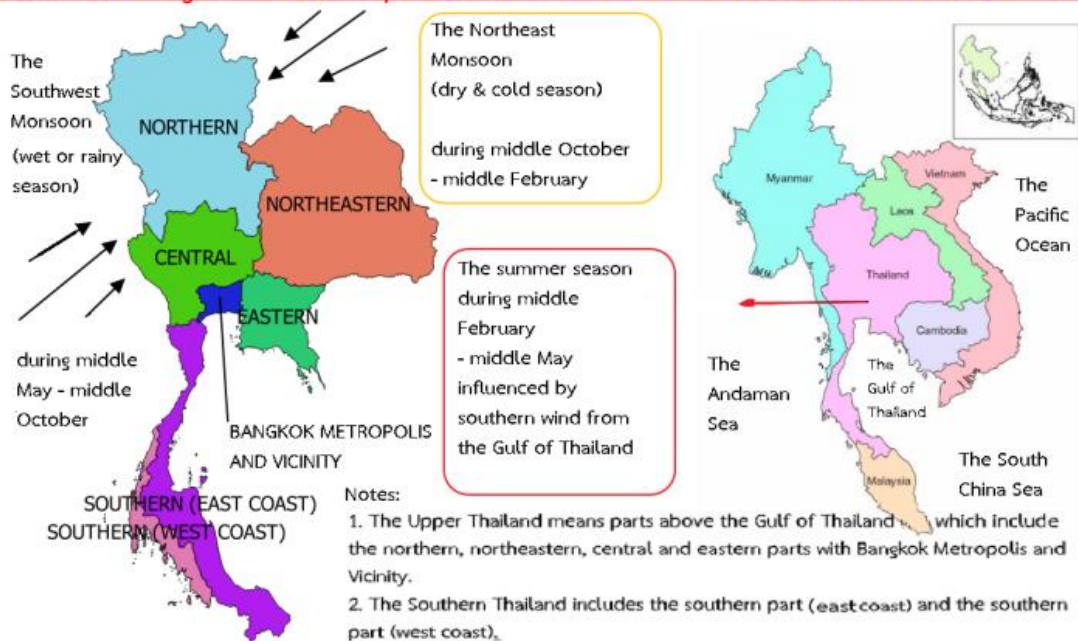 The
Southwest
Monsoon
(wet or rainy
season)
NORTHERN
NORTHEASTERN
CENTRAL
EASTERN
during middle
May - middle
October
BANGKOK METROPOLIS
AND VICINITY
SOUTHERN (EAST COAST)
SOUTHERN (WEST COAST)
The Northeast
Monsoon
(dry & cold season)
during middle October
- middle February
The summer season
during middle
February
- middle May
influenced by
southern wind from
the Gulf of Thailand
Myanmar
Vietnam
Laos
Thailand
Cambodia
Malaysia
The
Pacific
Ocean
The
Andaman
Sea
The
Gulf of
Thailand
The South
China Sea
Notes:
1. The Upper Thailand means parts above the Gulf of Thailand which include
the northern, northeastern, central and eastern parts with Bangkok Metropolis and
Vicinity.
2. The Southern Thailand includes the southern part (east coast) and the southern
part (west coast).